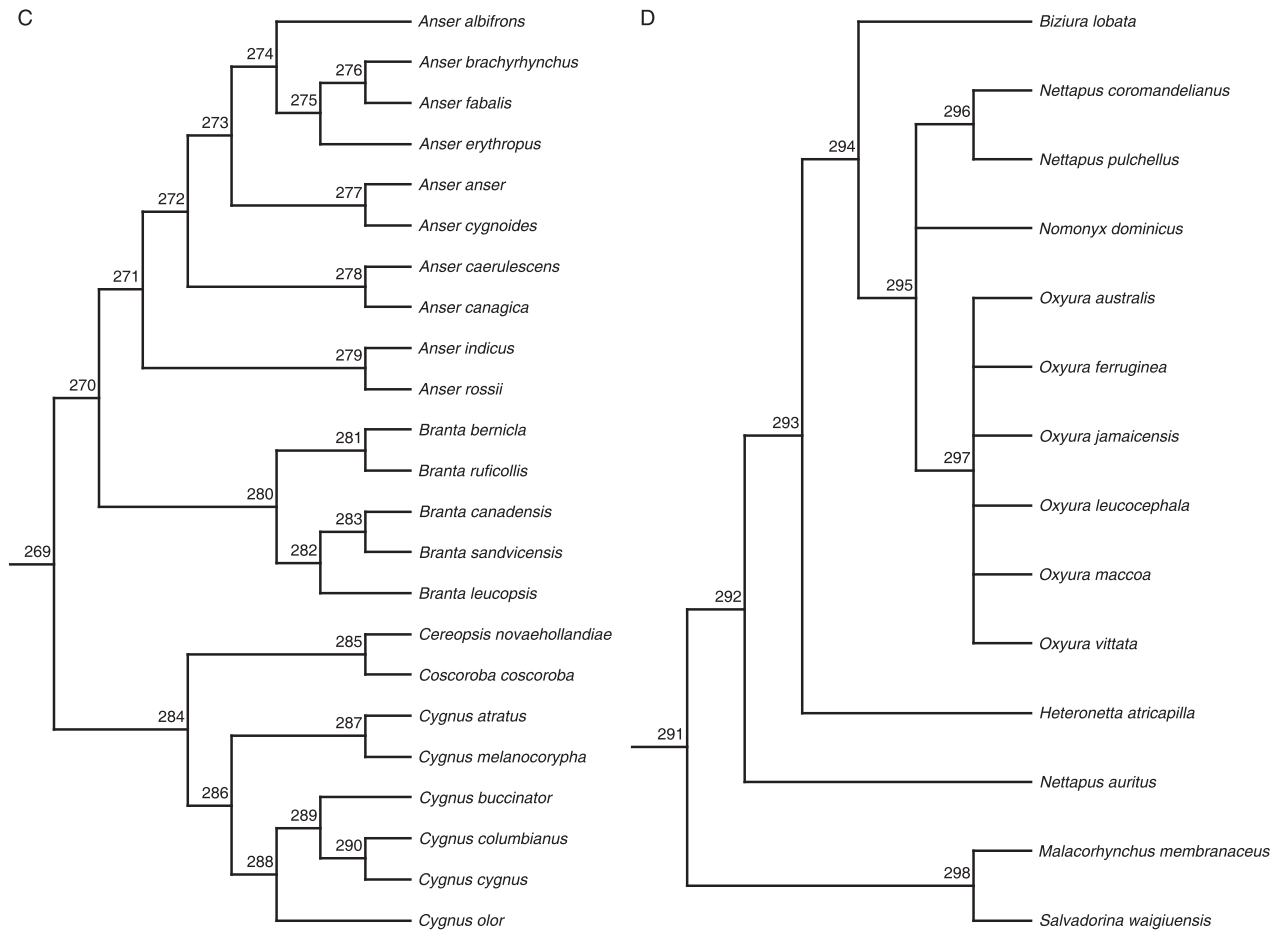 C
Anser albifrons
274
276
Anser brachyrhynchus
275
Anser fabalis
273
Anser erythropus
277
Anser anser
272
Anser cygnoides
278
Anser caerulescens
271
Anser canagica
279
Anser indicus
270
Anser rossii
281
Branta bernicla
Branta ruficollis
280
283
Branta canadensis
282
Branta sandvicensis
269
Branta leucopsis
285
Cereopsis novaehollandiae
Coscoroba coscoroba
284
287
Cygnus atratus
Cygnus melanocorypha
286
289
Cygnus buccinator
290
Cygnus columbianus
288
Cygnus cygnus
Cygnus olor
D
Biziura lobata
296
Nettapus coromandelianus
294
Nettapus pulchellus
Nomonyx dominicus
295
Oxyura australis
Oxyura ferruginea
293
Oxyura jamaicensis
297
Oxyura leucocephala
Oxyura maccoa
292
Oxyura vittata
Heteronetta atricapilla
291
Nettapus auritus
298
Malacorhynchus membranaceus
Salvadorina waigiuensis